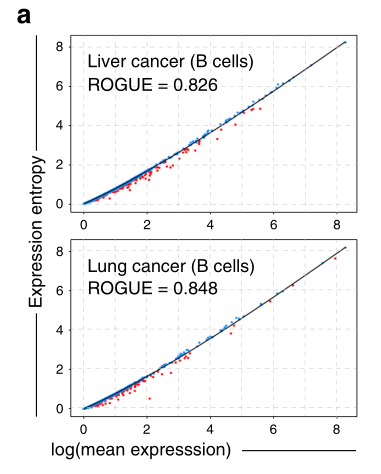 a
Liver cancer (B cells)
ROGUE = 0.826
8
6
4
2
0
0 2 4 6 8
Lung cancer (B cells)
ROGUE = 0.848
8
6
4
2
0
0 2 4 6 8
Expression entropy
log(mean expresssion)